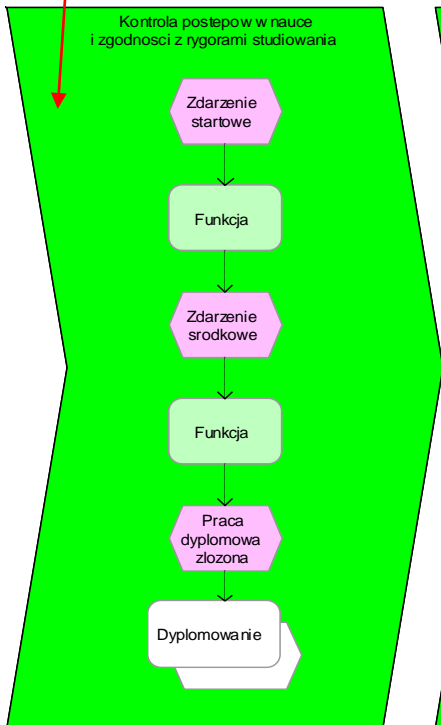 Kontrola postepow w nauce
i zgodnosci z rygorami studiowania
Zdarzenie
startowe
Funkcja
Zdarzenie
srodkowe
Funkcja
Praca
dyplomowa
zlozona
Dyplomowanie